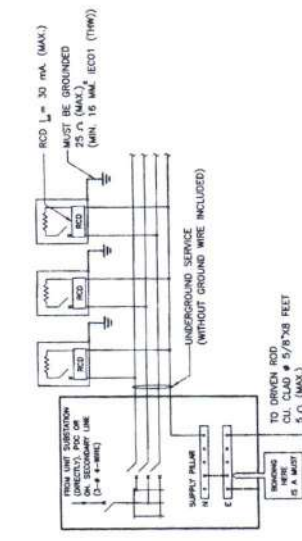 RCD I = 30 mA. (MAX.)
MUST BE GROUNDED
25 Ω (MAX.)
(MIN. 16 MM.² IEC01 (THW))
RCD
RCD
RCD
UNDERGROUND SERVICE
(WITHOUT GROUND WIRE INCLUDED)
FROM UNIT SUBSTATION
(DIRECTLY), PDC OR
OH. SECONDARY LINE
(3-φ 4-WIRE)
SUPPLY PILLAR
N
E
BONDING
HERE
IS A MUST
TO DRIVEN ROD
CU. CLAD φ 5/8"X8 FEET
5 Ω (MAX.)